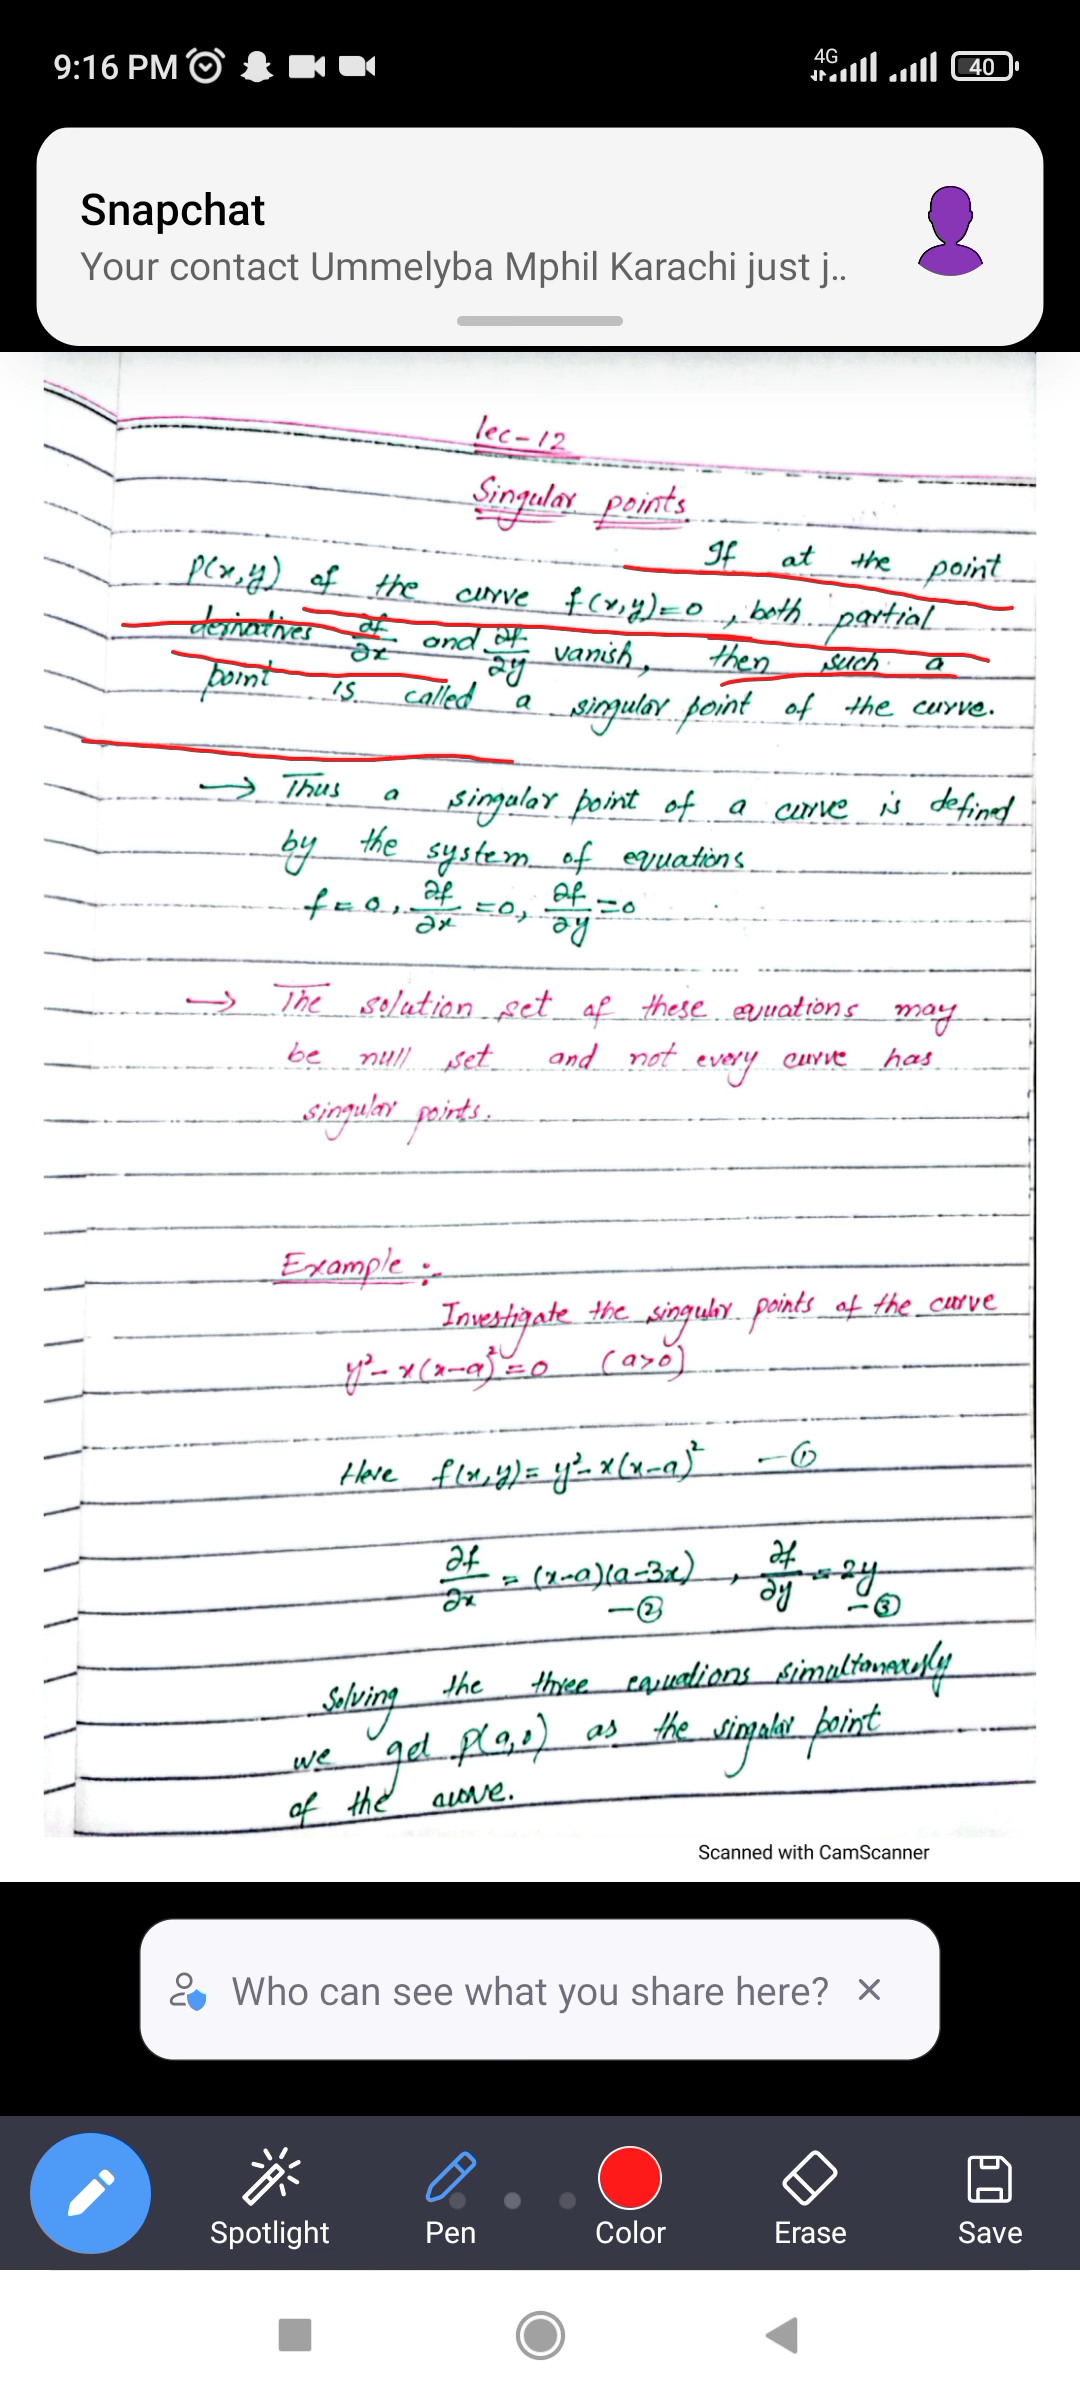 9:16 PM
4G
40
Snapchat
Your contact Ummelyba Mphil Karachi just j..
lec-12
Singular points
If at the point
P(x,y) of the curve f(x,y)=0, both partial
derivatives ∂f/∂x and ∂f/∂y vanish, then such a
point is called a singular point of the curve.
→ Thus a singular point of a curve is defined
by the system of equations
f=0, ∂f/∂x =0, ∂f/∂y =0
→ The solution set of these equations may
be null set and not every curve has
singular points.
Example :-
Investigate the singular points of the curve
y²- x(x-a)²=0 (a>0)
Here f(x,y)= y²- x(x-a)² —①
∂f/∂x = (x-a)(a-3x) , ∂f/∂y = 2y
—② —③
Solving the three equations simultaneously
we get P(a,0) as the singular point
of the curve.
Scanned with CamScanner
Who can see what you share here? ×
Spotlight Pen Color Erase Save